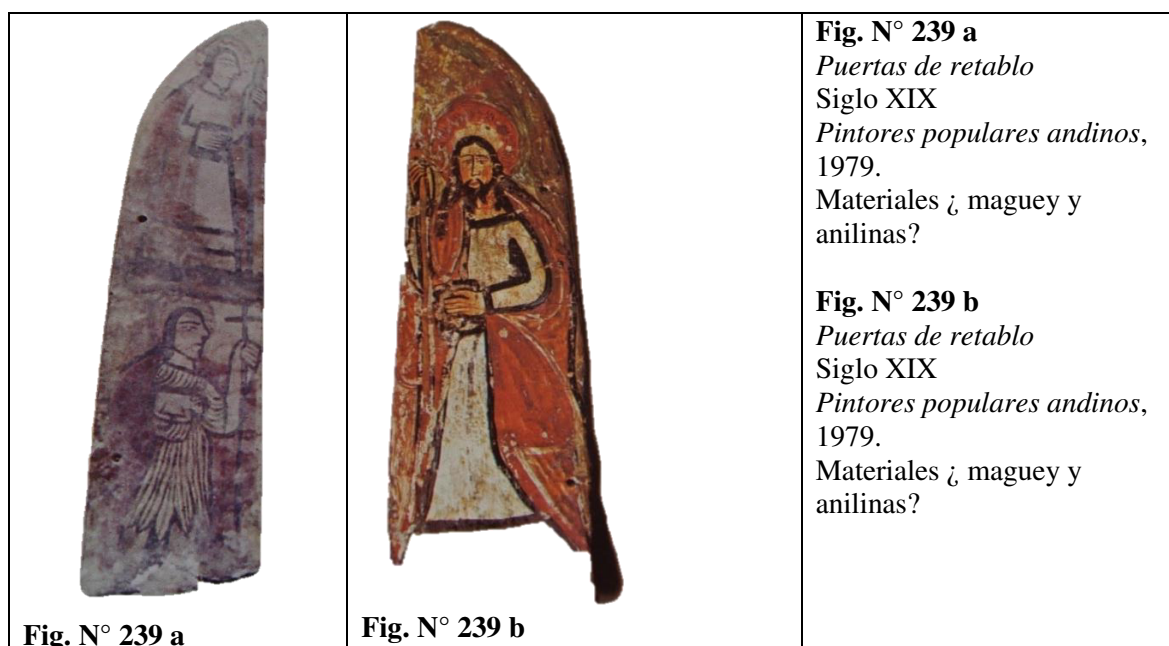 Fig. N° 239 a
Puertas de retablo
Siglo XIX
Pintores populares andinos,
1979.
Materiales ¿ maguey y
anilinas?
Fig. N° 239 b
Puertas de retablo
Siglo XIX
Pintores populares andinos,
1979.
Materiales ¿ maguey y
anilinas?
Fig. N° 239 a
Fig. N° 239 b